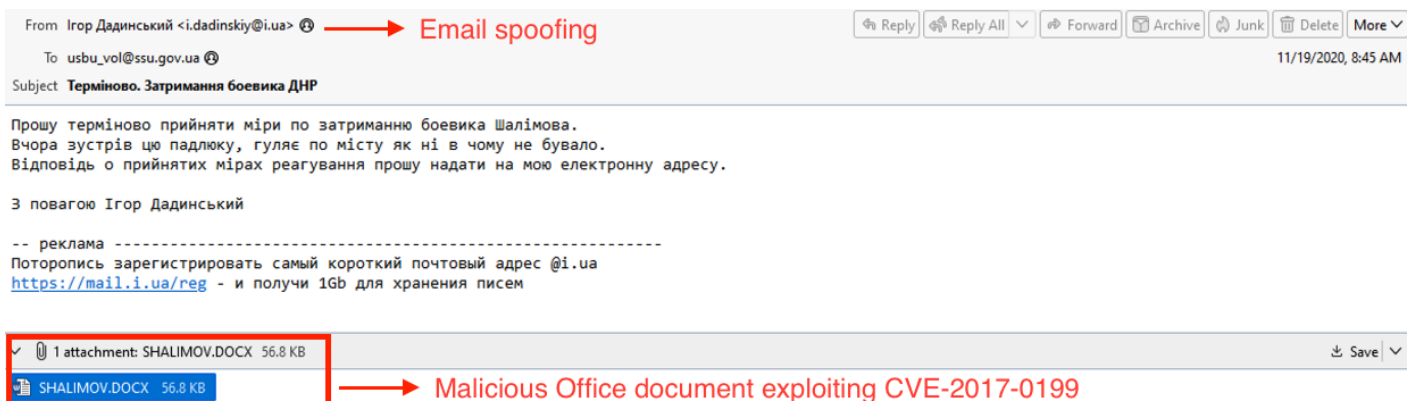 From Ігор Дадинський <i.dadinskiy@i.ua> Email spoofing Reply Reply All Forward Archive Junk Delete More
To usbu_vol@ssu.gov.ua 11/19/2020, 8:45 AM
Subject Терміново. Затримання боевика ДНР
Прошу терміново прийняти міри по затриманню боевика Шалімова.
Вчора зустрів цю падлюку, гуляє по місту як ні в чому не бувало.
Відповідь о прийнятих мірах реагування прошу надати на мою електронну адресу.
З повагою Ігор Дадинський
-- реклама -----------------------------------------------------------
Поторопись зарегистрировать самый короткий почтовый адрес @i.ua
https://mail.i.ua/reg - и получи 1Gb для хранения писем
1 attachment: SHALIMOV.DOCX 56.8 KB Save
SHALIMOV.DOCX 56.8 KB Malicious Office document exploiting CVE-2017-0199